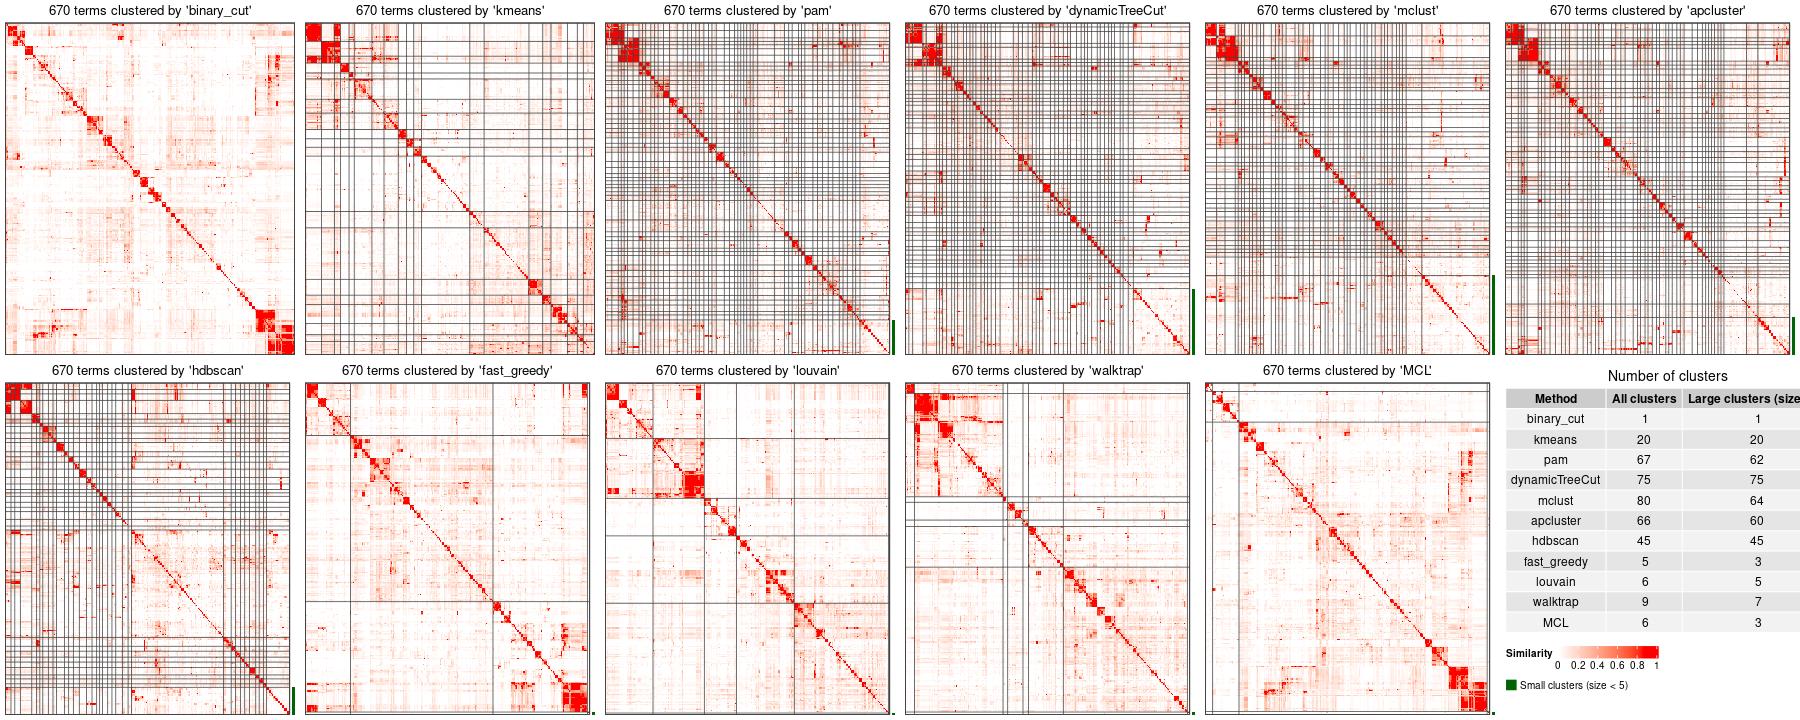 670 terms clustered by 'binary_cut'
670 terms clustered by 'kmeans'
670 terms clustered by 'pam'
670 terms clustered by 'dynamicTreeCut'
670 terms clustered by 'mclust'
670 terms clustered by 'apcluster'
670 terms clustered by 'hdbscan'
670 terms clustered by 'fast_greedy'
670 terms clustered by 'louvain'
670 terms clustered by 'walktrap'
670 terms clustered by 'MCL'
Number of clusters
Method All clusters Large clusters (size
binary_cut 1 1
kmeans 20 20
pam 67 62
dynamicTreeCut 75 75
mclust 80 64
apcluster 66 60
hdbscan 45 45
fast_greedy 5 3
louvain 6 5
walktrap 9 7
MCL 6 3
Similarity
0 0.2 0.4 0.6 0.8 1
Small clusters (size < 5)